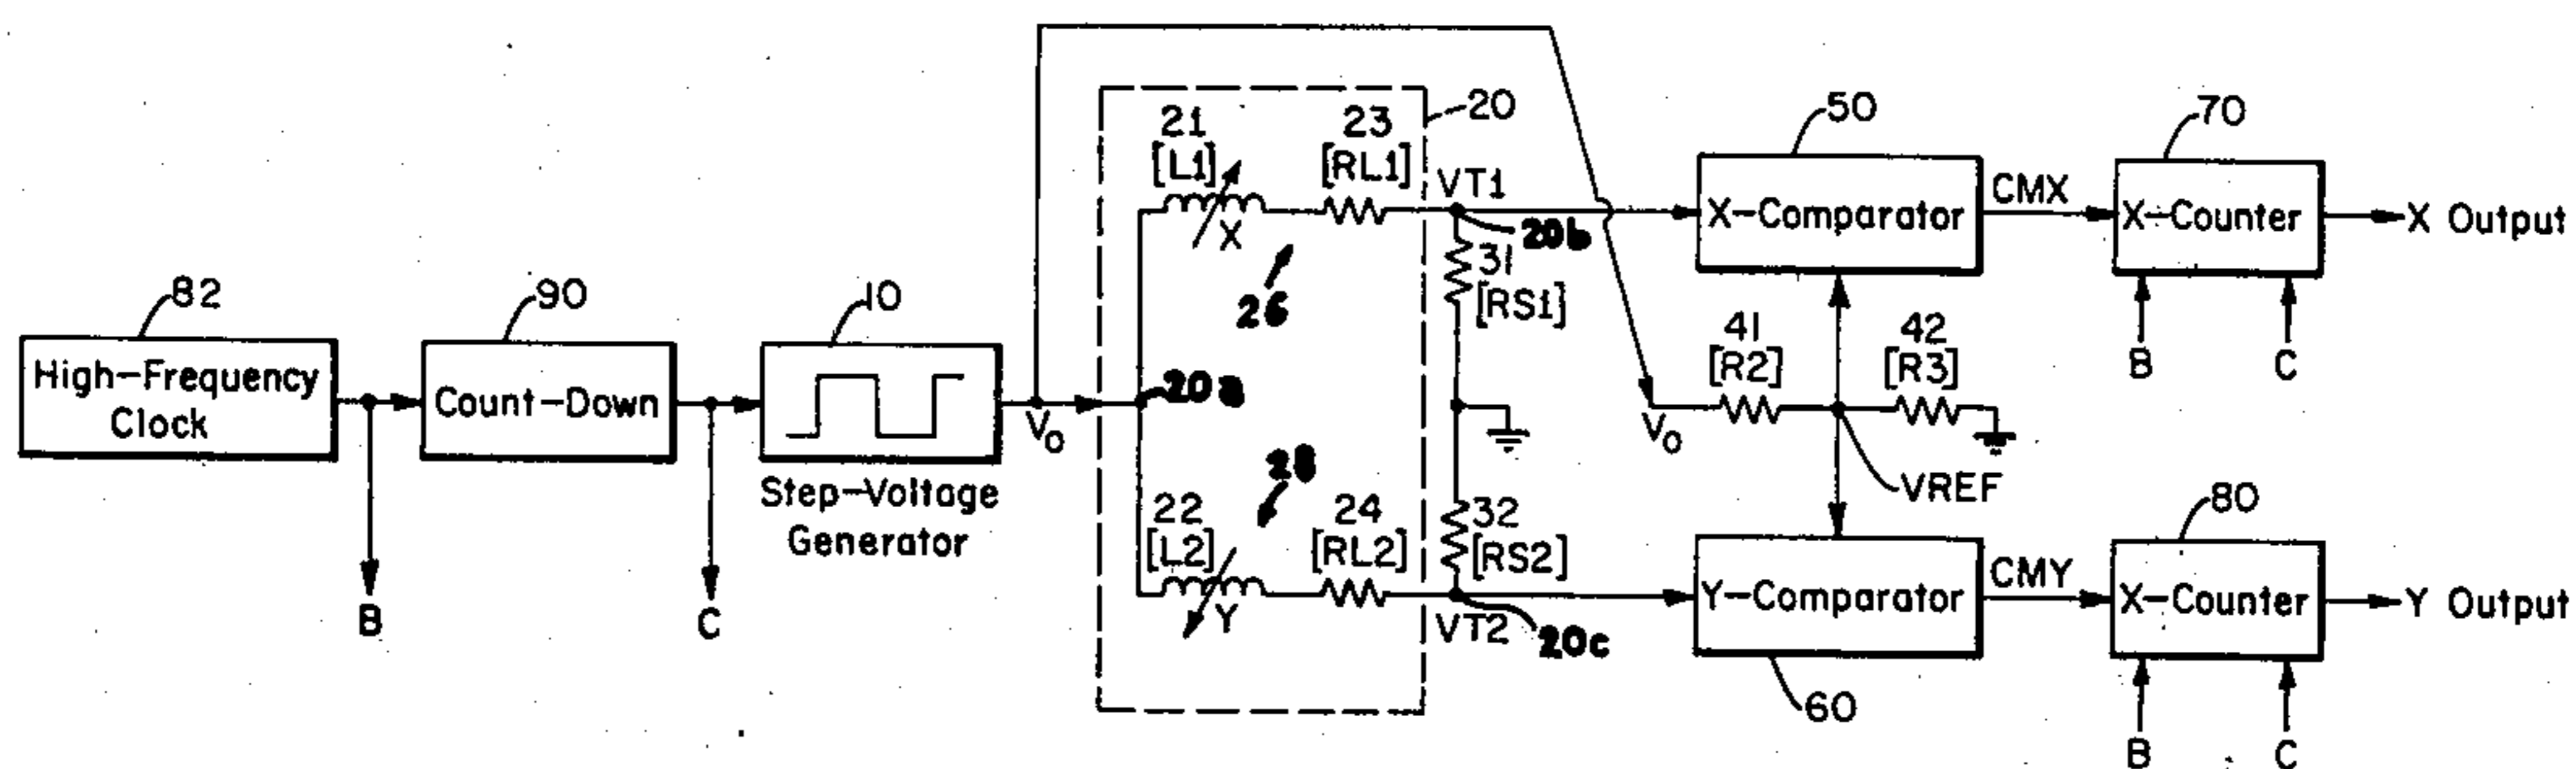 82
High-Frequency
Clock
B
90
Count-Down
C
10
Step-Voltage
Generator
V0
20
20a
21
[L1]
X
23
[RL1]
26
VT1
20b
31
[RS1]
28
22
[L2]
Y
24
[RL2]
32
[RS2]
VT2
20c
V0
41
[R2]
42
[R3]
VREF
50
X-Comparator
CMX
70
X-Counter
X Output
B
C
60
Y-Comparator
CMY
80
X-Counter
Y Output
B
C